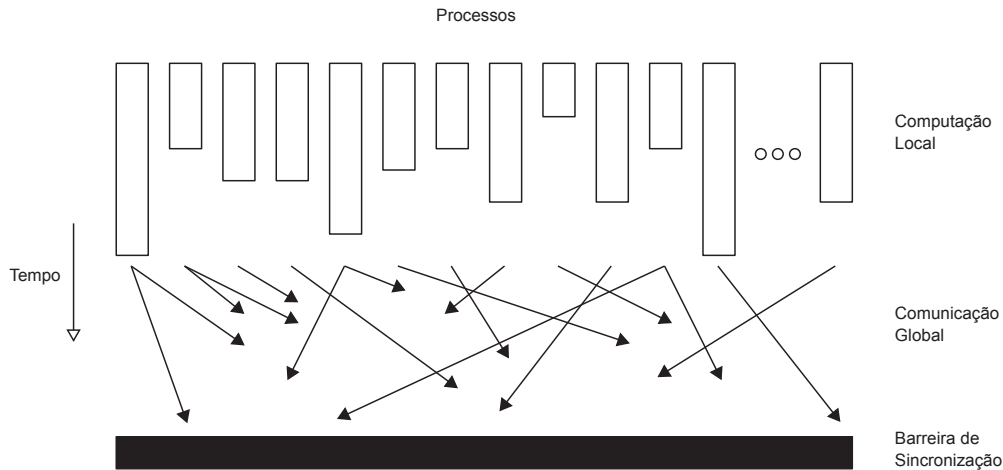 Processos
Computação
Local
Tempo
Comunicação
Global
Barreira de
Sincronização